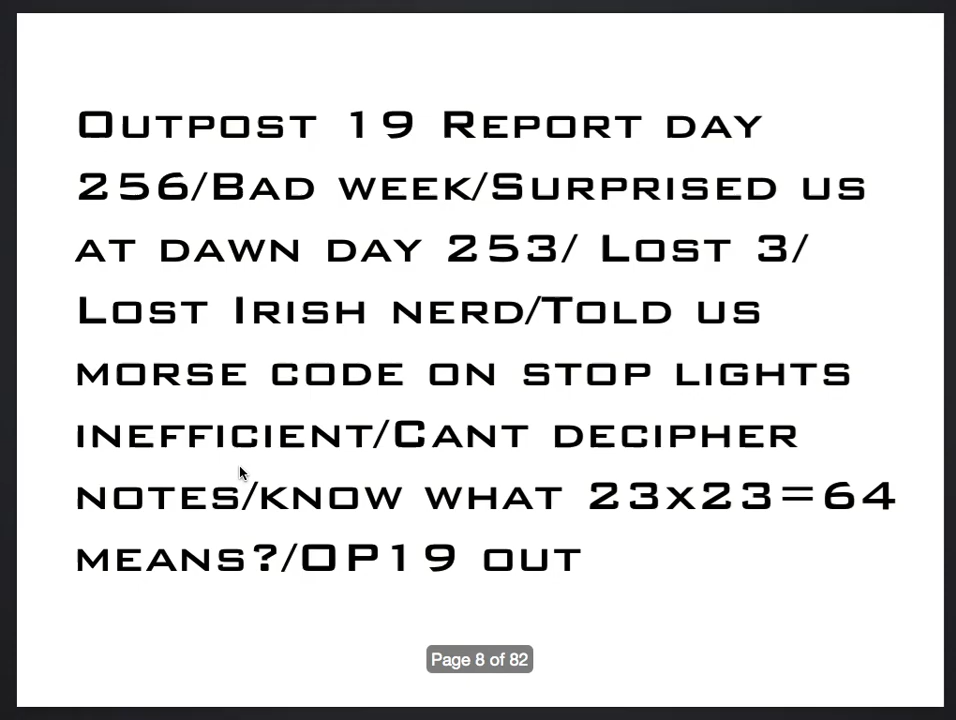 Outpost 19 Report day
256/Bad week/Surprised us
at dawn day 253/ Lost 3/
Lost Irish nerd/Told us
morse code on stop lights
inefficient/Cant decipher
notes/know what 23x23=64
means?/OP19 out
Page 8 of 82